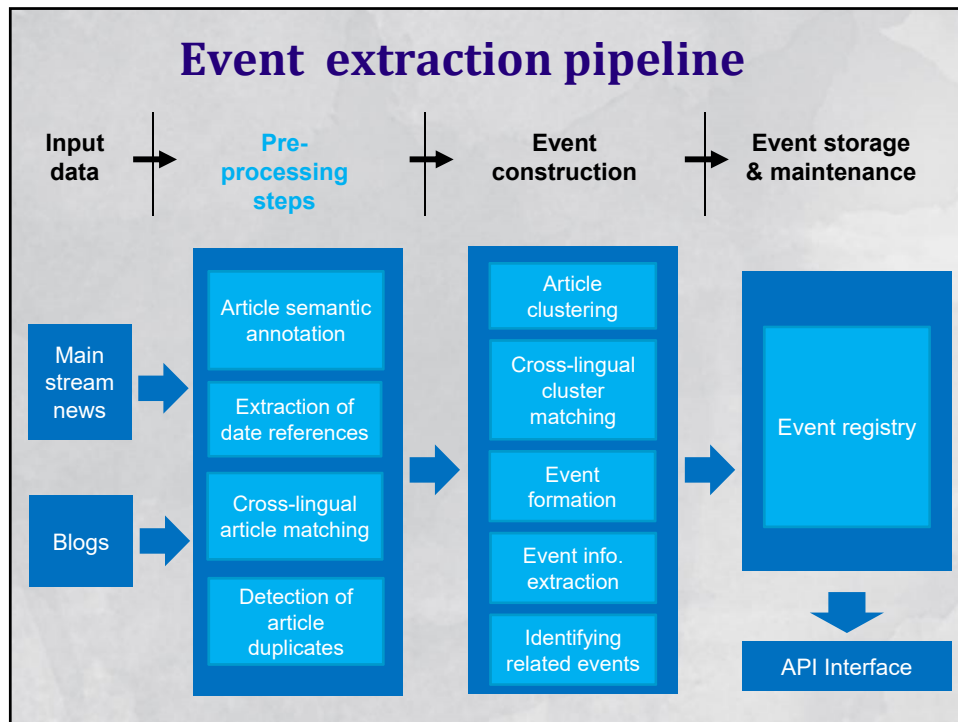 Event extraction pipeline
Input
data
Pre-
processing
steps
Event
construction
Event storage
& maintenance
Main
stream
news
Blogs
Article semantic
annotation
Extraction of
date references
Cross-lingual
article matching
Detection of
article
duplicates
Article
clustering
Cross-lingual
cluster
matching
Event
formation
Event info.
extraction
Identifying
related events
Event registry
API Interface